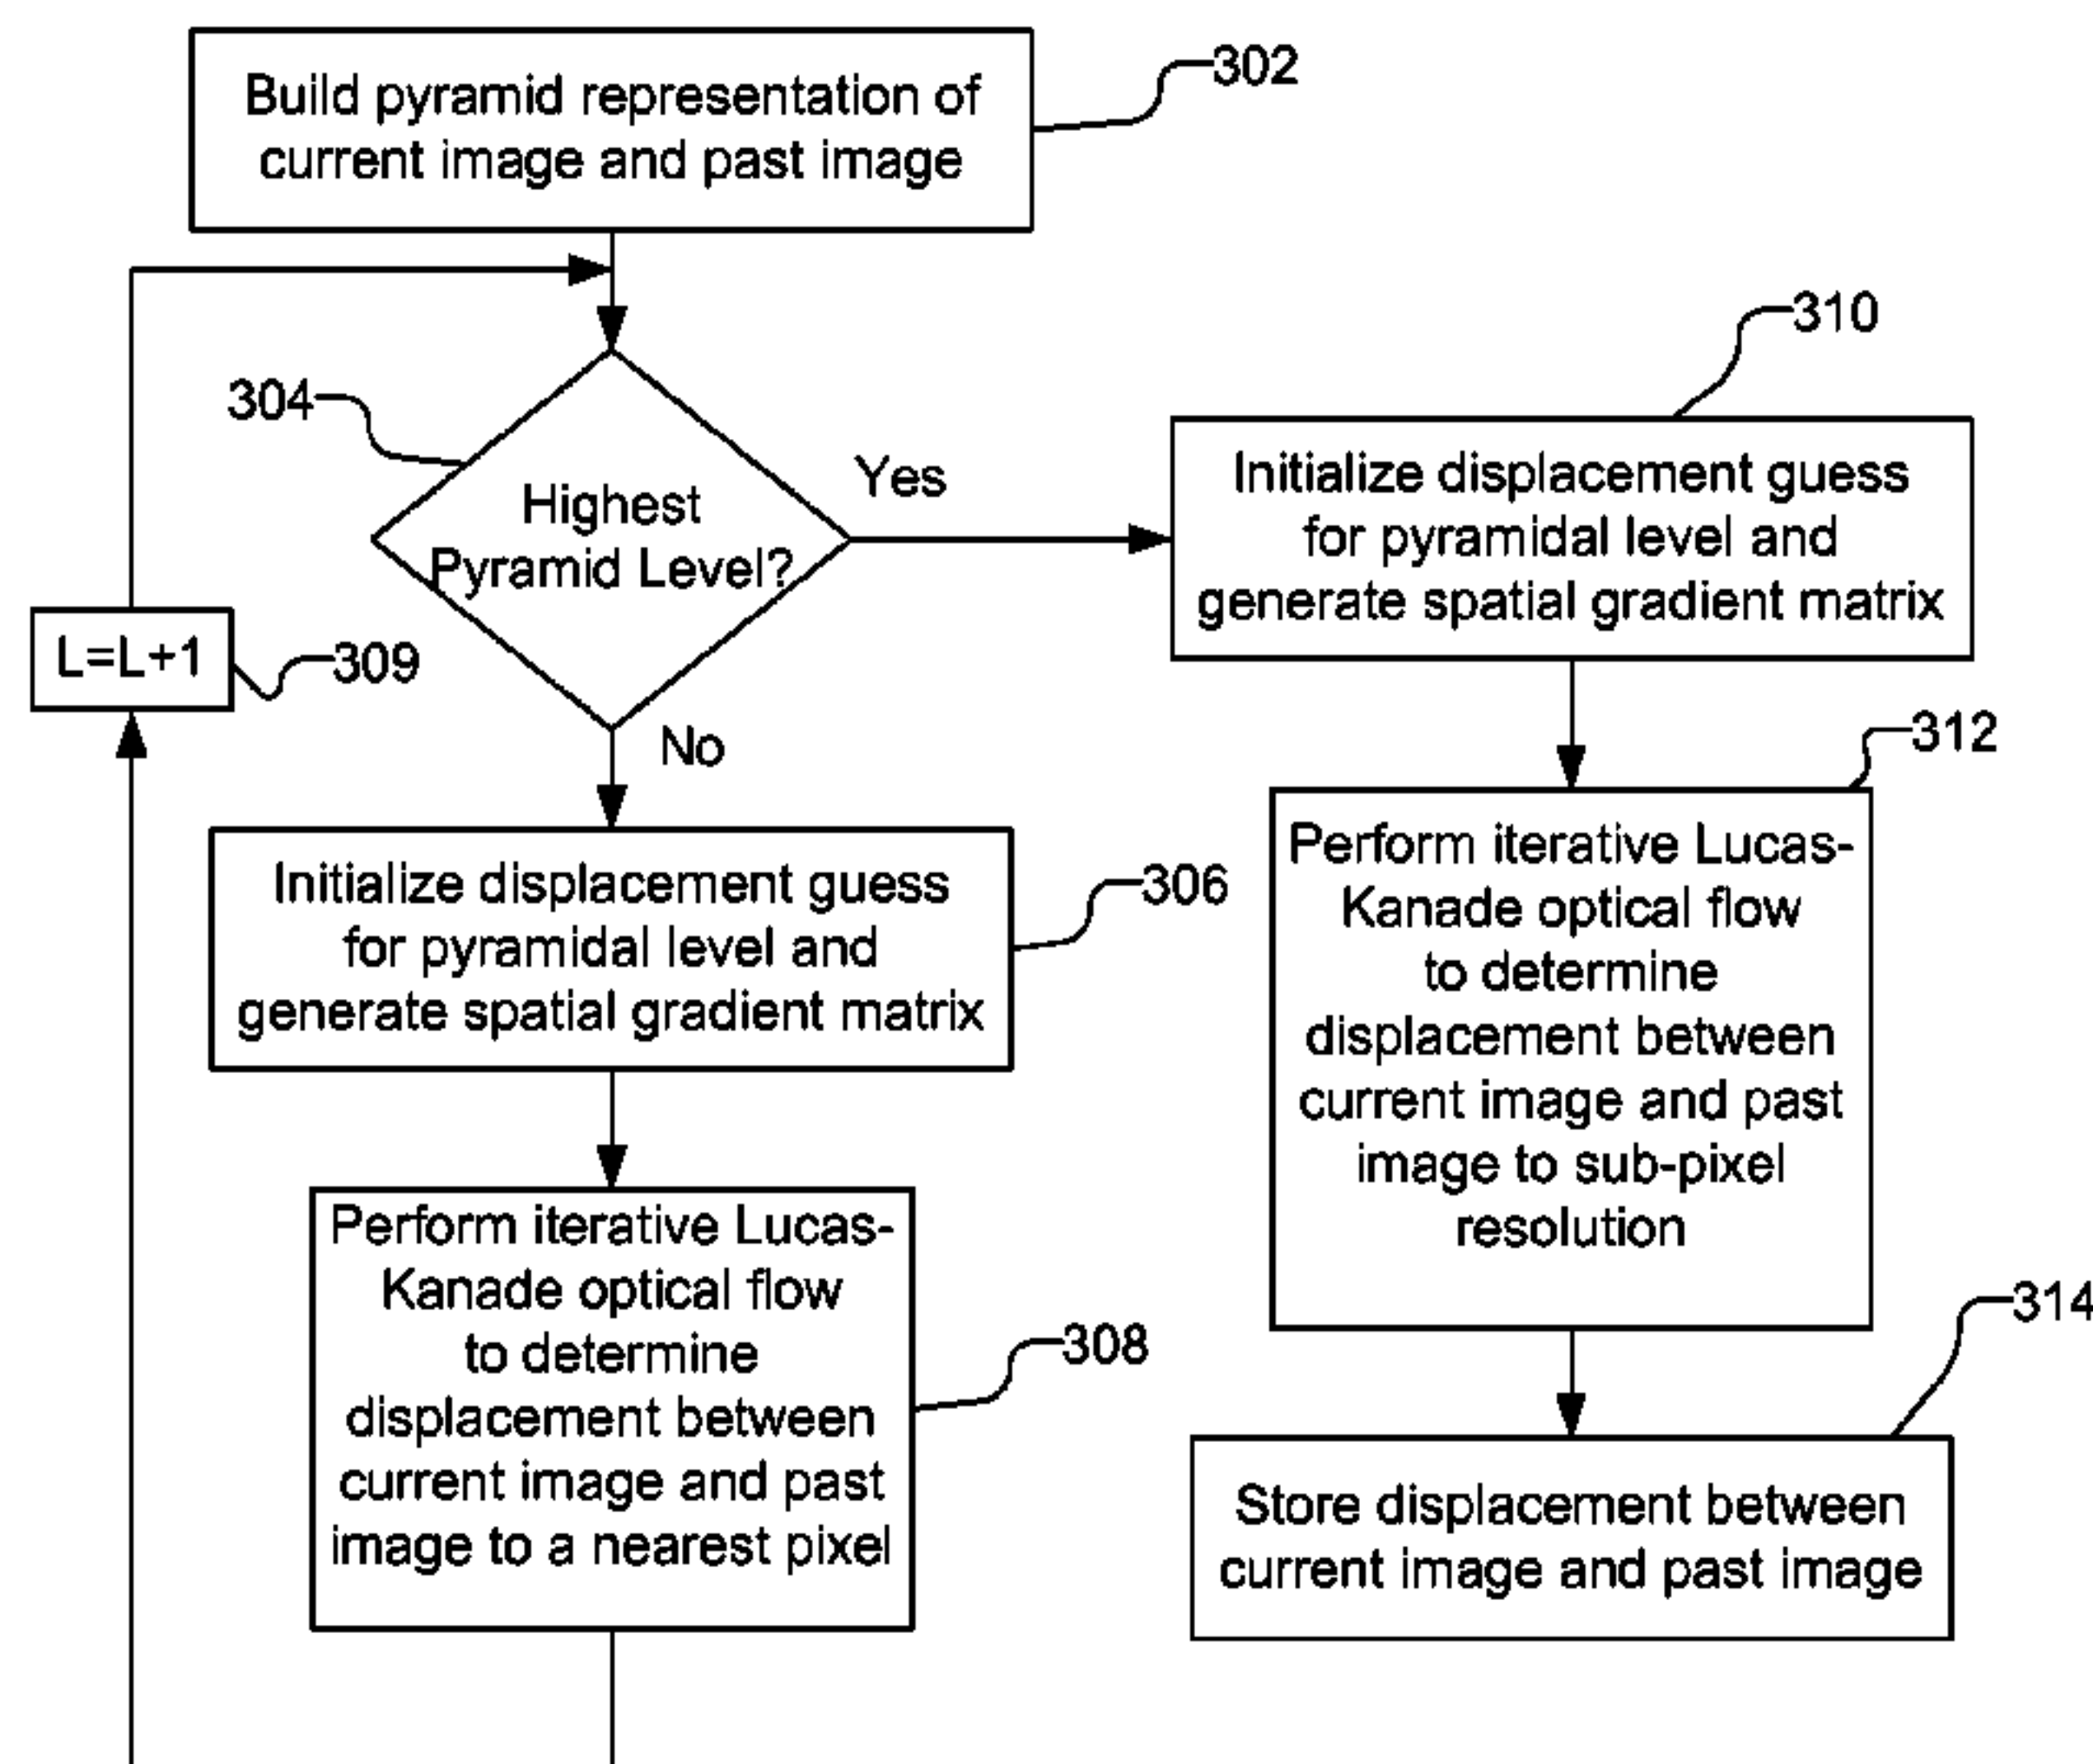 Build pyramid representation of
current image and past image
302
304
Highest
Pyramid Level?
Yes
No
310
Initialize displacement guess
for pyramidal level and
generate spatial gradient matrix
L=L+1
309
312
Perform iterative Lucas-
Kanade optical flow
to determine
displacement between
current image and past
image to sub-pixel
resolution
Initialize displacement guess
for pyramidal level and
generate spatial gradient matrix
306
Perform iterative Lucas-
Kanade optical flow
to determine
displacement between
current image and past
image to a nearest pixel
308
314
Store displacement between
current image and past image